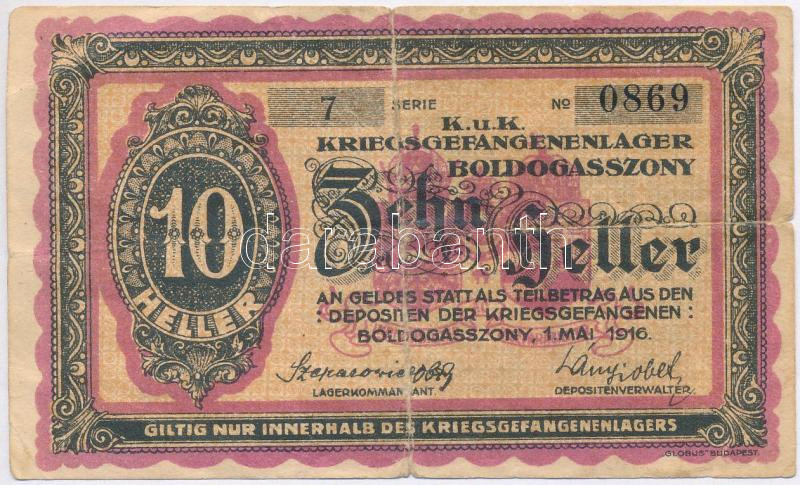 7 SERIE № 0869
K.u.K.
KRIEGSGEFANGENENLAGER
BOLDOGASSZONY
Zehn
Heller
10
HELLER
AN GELDES STATT ALS TEILBETRAG AUS DEN
: DEPOSITEN DER KRIEGSGEFANGENEN :
BOLDOGASSZONY, 1. MAI 1916.
LAGERKOMMANDANT. DEPOSITENVERWALTER.
GILTIG NUR INNERHALB DES KRIEGSGEFANGENENLAGERS
„GLOBUS" BUDAPEST.
darabanth